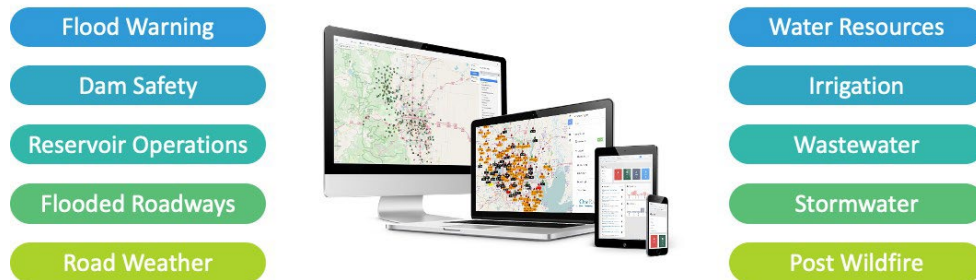 Flood Warning
Dam Safety
Reservoir Operations
Flooded Roadways
Road Weather
Water Resources
Irrigation
Wastewater
Stormwater
Post Wildfire